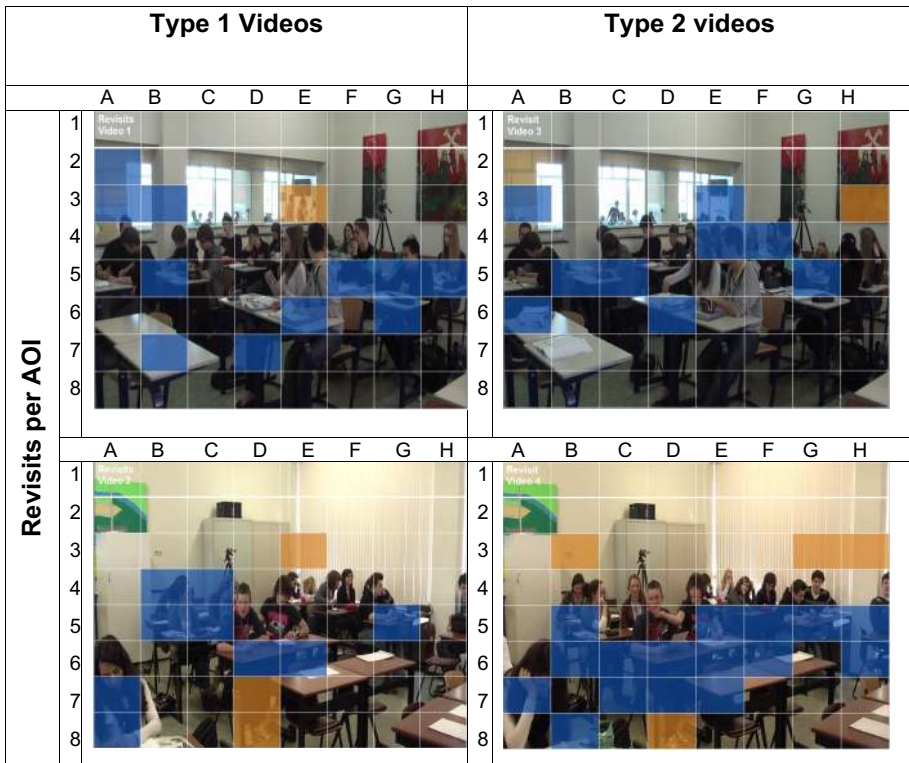 Type 1 Videos
Type 2 videos
Revisits per AOI
A B C D E F G H
A B C D E F G H
1
2
3
4
5
6
7
8
Revisits
Video 1
1
2
3
4
5
6
7
8
Revisit
Video 3
A B C D E F G H
A B C D E F G H
1
2
3
4
5
6
7
8
Revisits
Video 2
1
2
3
4
5
6
7
8
Revisit
Video 4